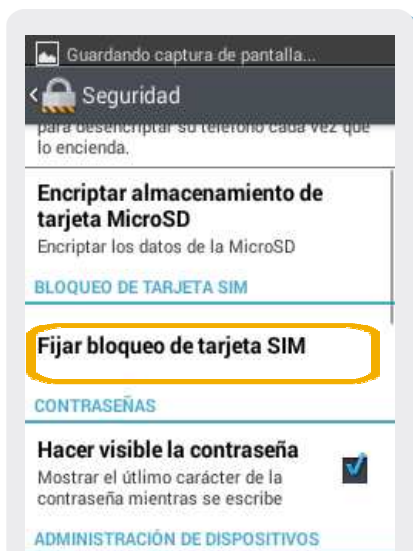 Guardando captura de pantalla...
Seguridad
para desencriptar su teléfono cada vez que
lo encienda.
Encriptar almacenamiento de
tarjeta MicroSD
Encriptar los datos de la MicroSD
BLOQUEO DE TARJETA SIM
Fijar bloqueo de tarjeta SIM
CONTRASEÑAS
Hacer visible la contraseña
Mostrar el útlimo carácter de la
contraseña mientras se escribe
ADMINISTRACIÓN DE DISPOSITIVOS